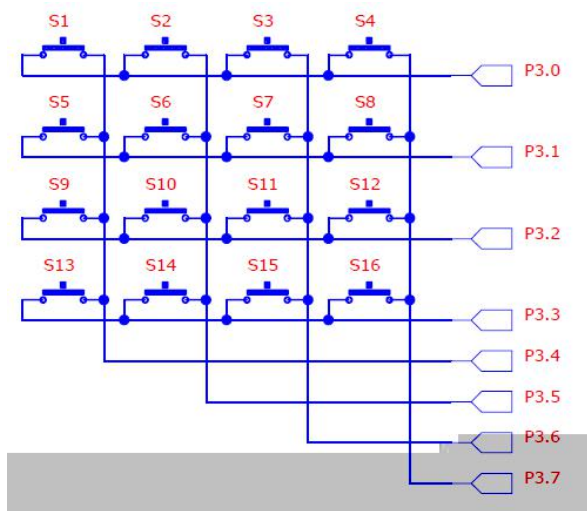 S1 S2 S3 S4
P3.0
S5 S6 S7 S8
P3.1
S9 S10 S11 S12
P3.2
S13 S14 S15 S16
P3.3
P3.4
P3.5
P3.6
P3.7